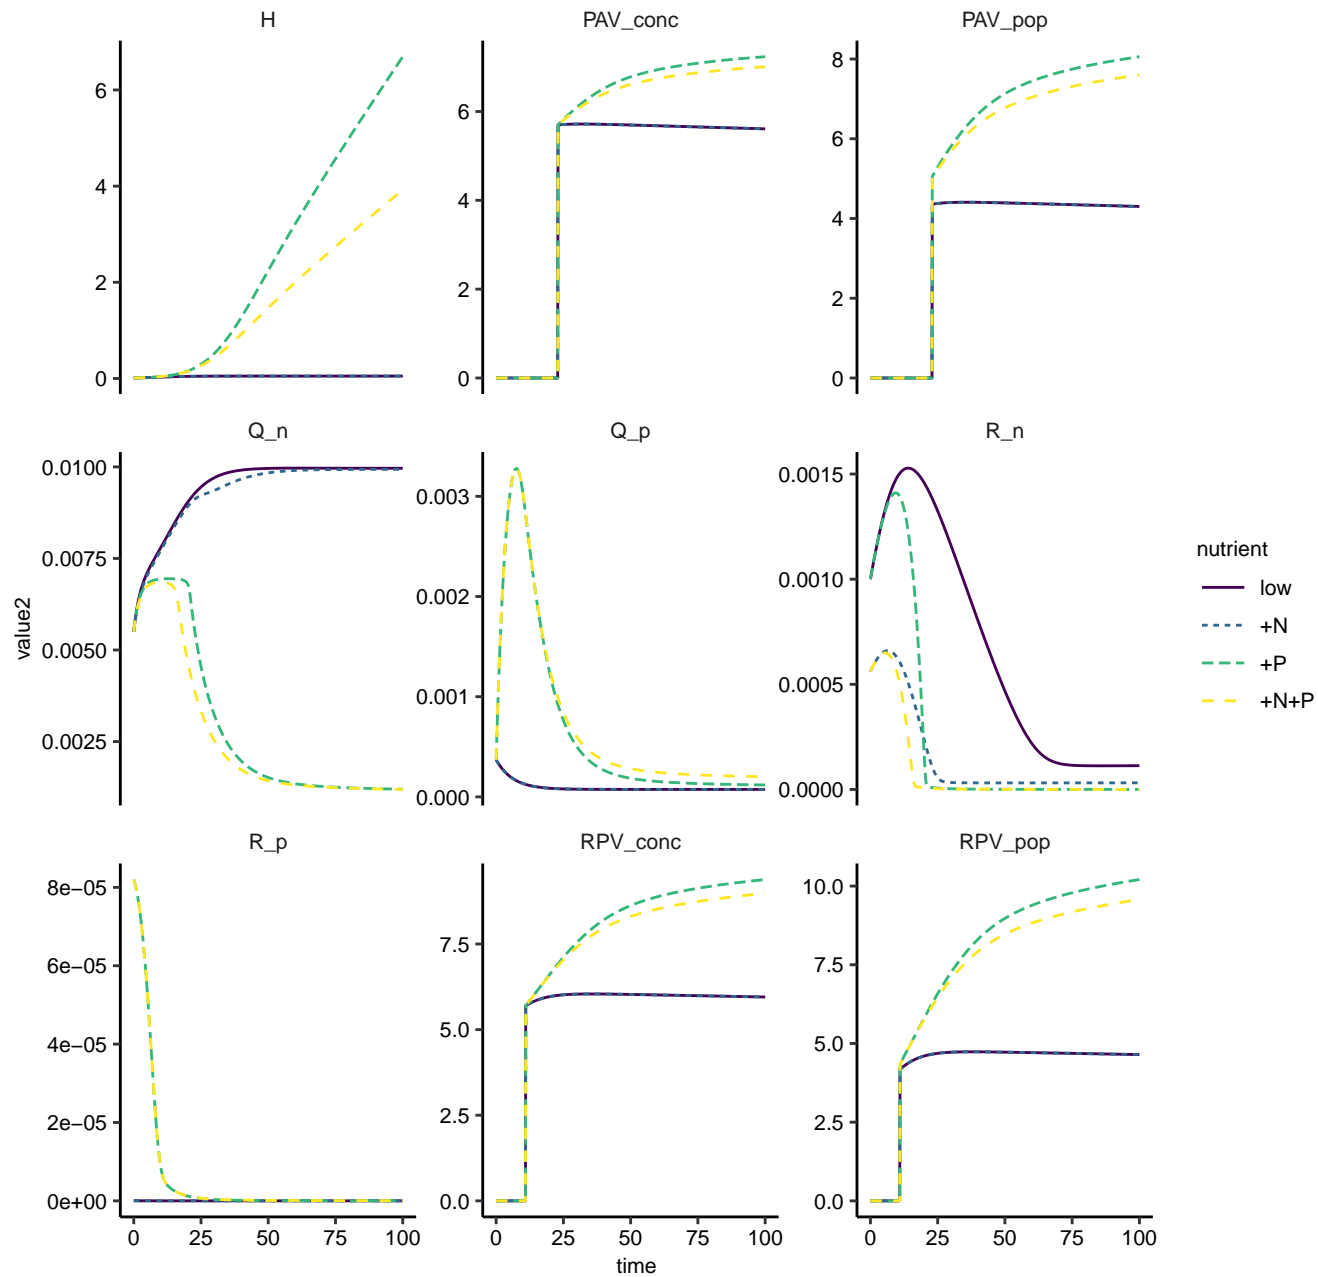 H
PAV_conc
PAV_pop
6
4
2
0
6
4
2
0
8
6
4
2
0
Q_n
Q_p
R_n
0.0100
0.0075
0.0050
0.0025
0.003
0.002
0.001
0.000
0.0015
0.0010
0.0005
0.0000
value2
nutrient
low
+N
+P
+N+P
R_p
RPV_conc
RPV_pop
8e−05
6e−05
4e−05
2e−05
0e+00
7.5
5.0
2.5
0.0
10.0
7.5
5.0
2.5
0.0
0 25 50 75 100
0 25 50 75 100
0 25 50 75 100
time